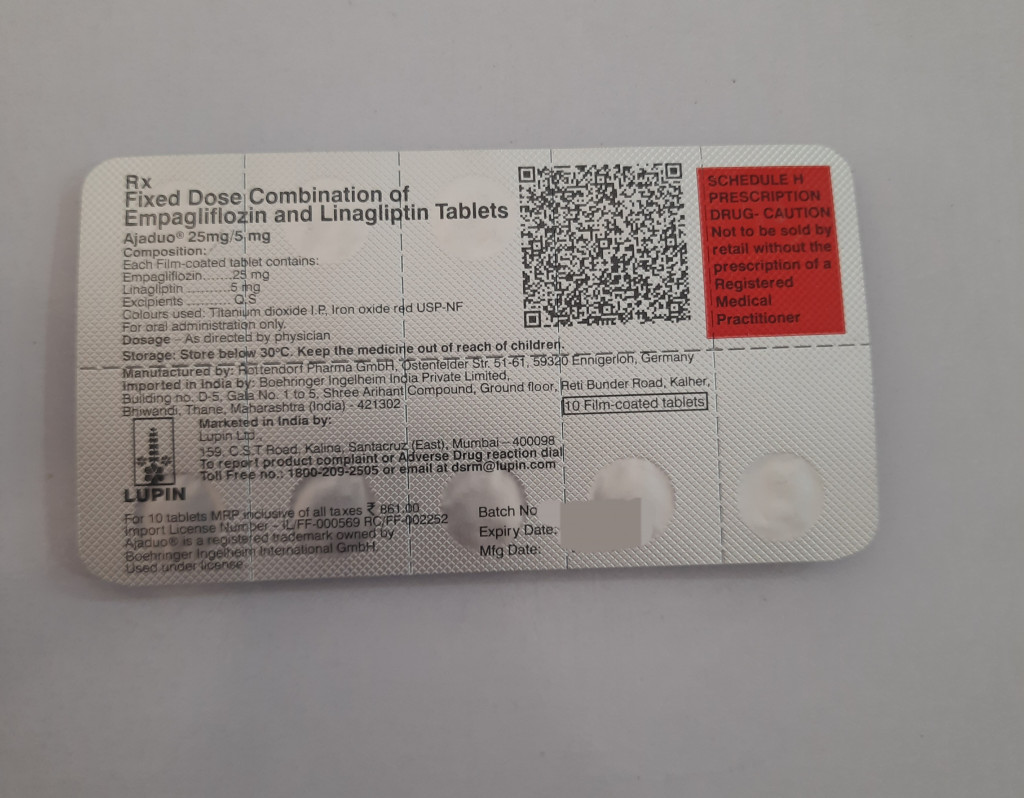 Rx
Fixed Dose Combination of
Empagliflozin and Linagliptin Tablets
Ajaduo® 25mg/5 mg
Composition:
Each Film-coated tablet contains:
Empagliflozin.......25 mg
Linagliptin ..........5 mg
Excipients ..........Q.S
Colours used: Titanium dioxide I.P, Iron oxide red USP-NF
For oral administration only.
Dosage - As directed by physician
Storage: Store below 30°C. Keep the medicine out of reach of children.
Manufactured by: Rottendorf Pharma GmbH, Ostenfelder Str. 51-61, 59320 Ennigerloh, Germany
Imported in India by: Boehringer Ingelheim India Private Limited,
Building no. D-5, Gala No. 1 to 5, Shree Arihant Compound, Ground floor, Reti Bunder Road, Kalher,
Bhiwandi, Thane, Maharashtra (India) - 421302
10 Film-coated tablets
Marketed in India by:
Lupin Ltd.,
159, C.S.T Road, Kalina, Santacruz (East), Mumbai - 400098
To report product complaint or Adverse Drug reaction dial
Toll Free no.: 1800-209-2505 or email at dsrm@lupin.com
LUPIN
For 10 tablets MRP inclusive of all taxes ₹ 861.00
Import License Number - IL/FF-000569 RC/FF-002252
Ajaduo® is a registered trademark owned by
Boehringer Ingelheim International GmbH.
Used under license
Batch No
Expiry Date:
Mfg Date:
SCHEDULE H
PRESCRIPTION
DRUG- CAUTION
Not to be sold by
retail without the
prescription of a
Registered
Medical
Practitioner